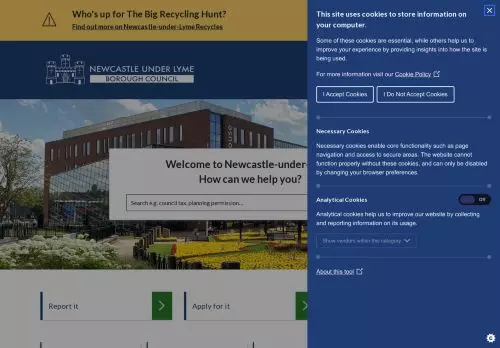 Who's up for The Big Recycling Hunt?
Find out more on Newcastle-under-Lyme Recycles
NEWCASTLE UNDER LYME
BOROUGH COUNCIL
Welcome to Newcastle-under-
How can we help you?
Search e.g. council tax, planning permission...
Report it
Apply for it
This site uses cookies to store information on
your computer.
Some of these cookies are essential, while others help us to
improve your experience by providing insights into how the site is
being used.
For more information visit our Cookie Policy
I Accept Cookies
I Do Not Accept Cookies
Necessary Cookies
Necessary cookies enable core functionality such as page
navigation and access to secure areas. The website cannot
function properly without these cookies, and can only be disabled
by changing your browser preferences.
Analytical Cookies
Off
Analytical cookies help us to improve our website by collecting
and reporting information on its usage.
Show vendors within this category
About this tool